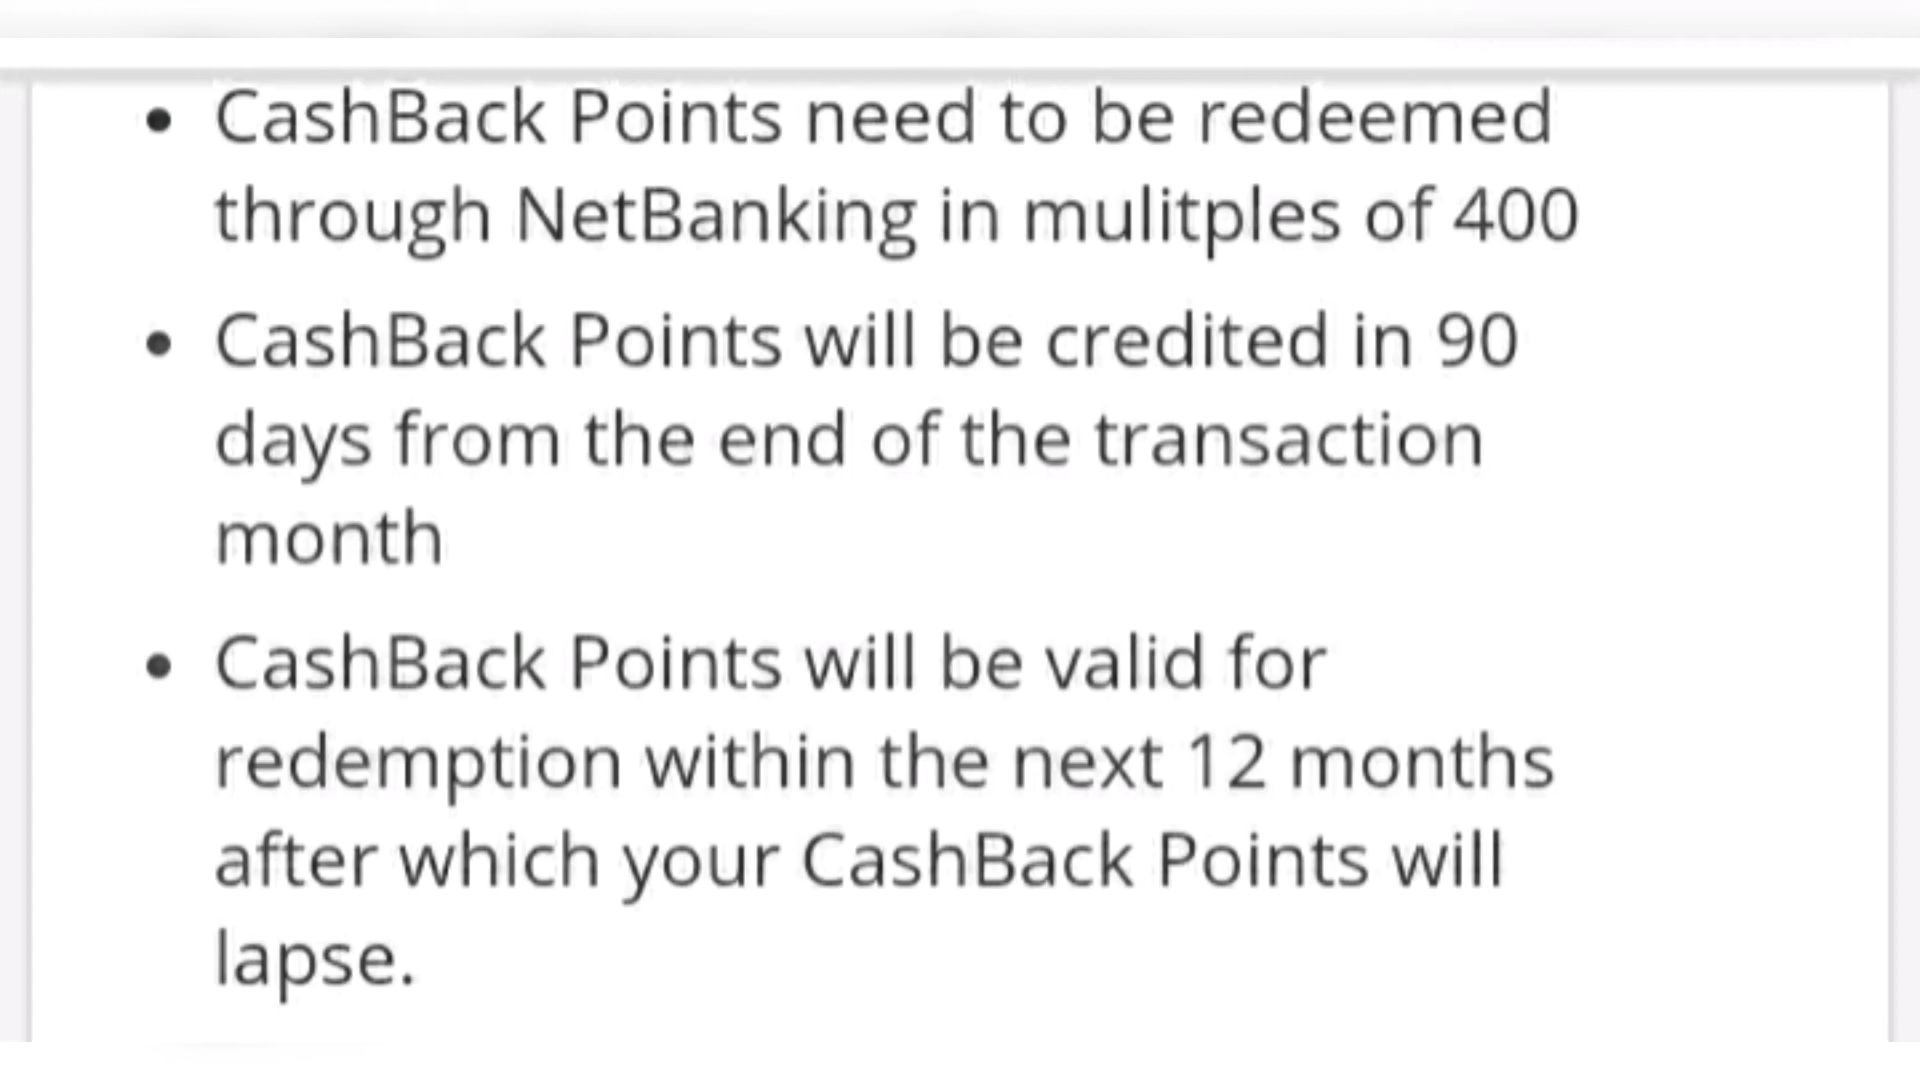 • CashBack Points need to be redeemed
through NetBanking in mulitples of 400
• CashBack Points will be credited in 90
days from the end of the transaction
month
• CashBack Points will be valid for
redemption within the next 12 months
after which your CashBack Points will
lapse.